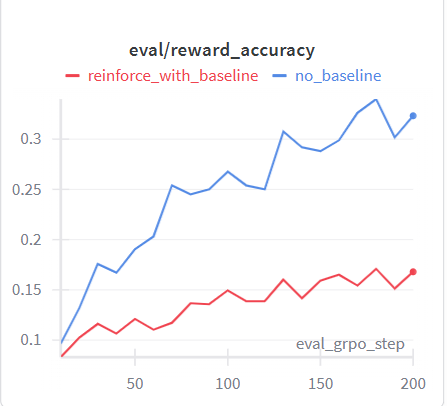 eval/reward_accuracy
reinforce_with_baseline no_baseline
0.3
0.25
0.2
0.15
0.1
eval_grpo_step
50 100 150 200